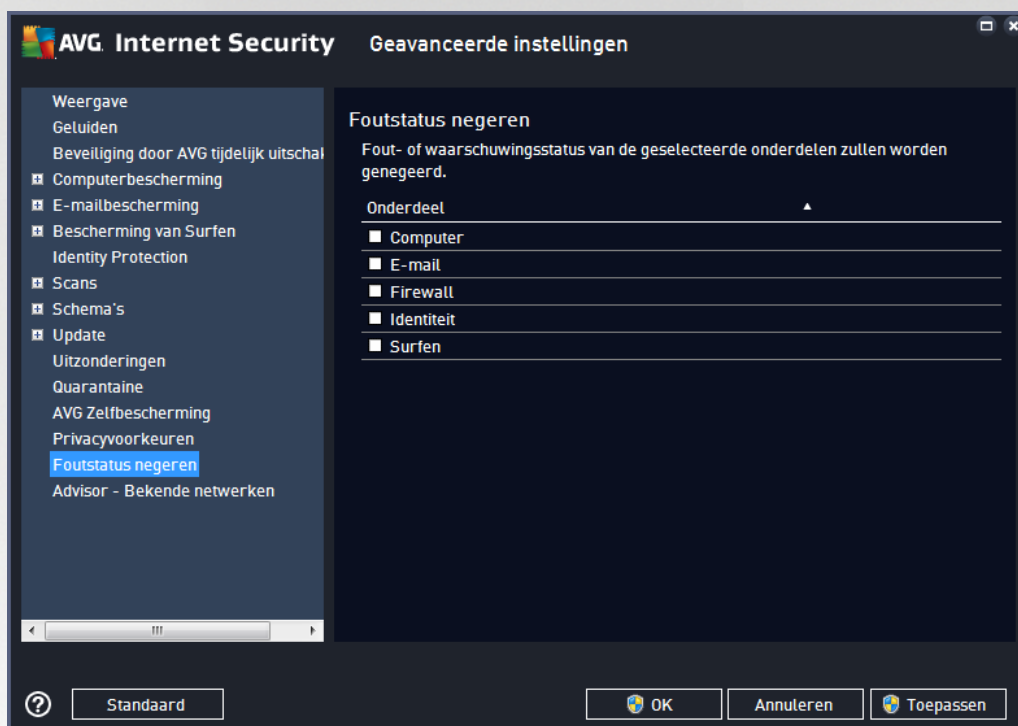 AVG. Internet Security
Geavanceerde instellingen
Weergave
Geluiden
Beveiliging door AVG tijdelijk uitschak
Computerbescherming
E-mailbescherming
Bescherming van Surfen
Identity Protection
Scans
Schema's
Update
Uitzonderingen
Quarantaine
AVG Zelfbescherming
Privacyvoorkeuren
Foutstatus negeren
Advisor - Bekende netwerken
Foutstatus negeren
Fout- of waarschuwingsstatus van de geselecteerde onderdelen zullen worden
genegeerd.
Onderdeel
Computer
E-mail
Firewall
Identiteit
Surfen
Standaard
OK
Annuleren
Toepassen